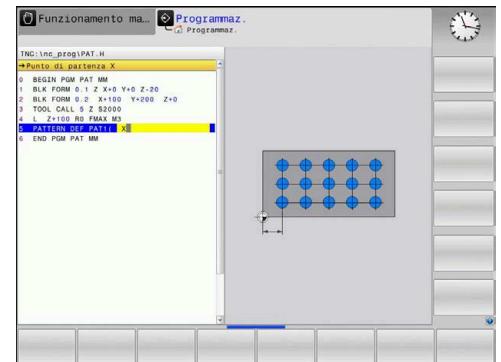 Funzionamento ma...
Programmaz.
Programmaz.
TNC:\nc_prog\PAT.H
→Punto di partenza X
0 BEGIN PGM PAT MM
1 BLK FORM 0.1 Z X+0 Y+0 Z-20
2 BLK FORM 0.2 X+100 Y+200 Z+0
3 TOOL CALL 5 Z S2000
4 L Z+100 R0 FMAX M3
5 PATTERN DEF PAT1( X
6 END PGM PAT MM